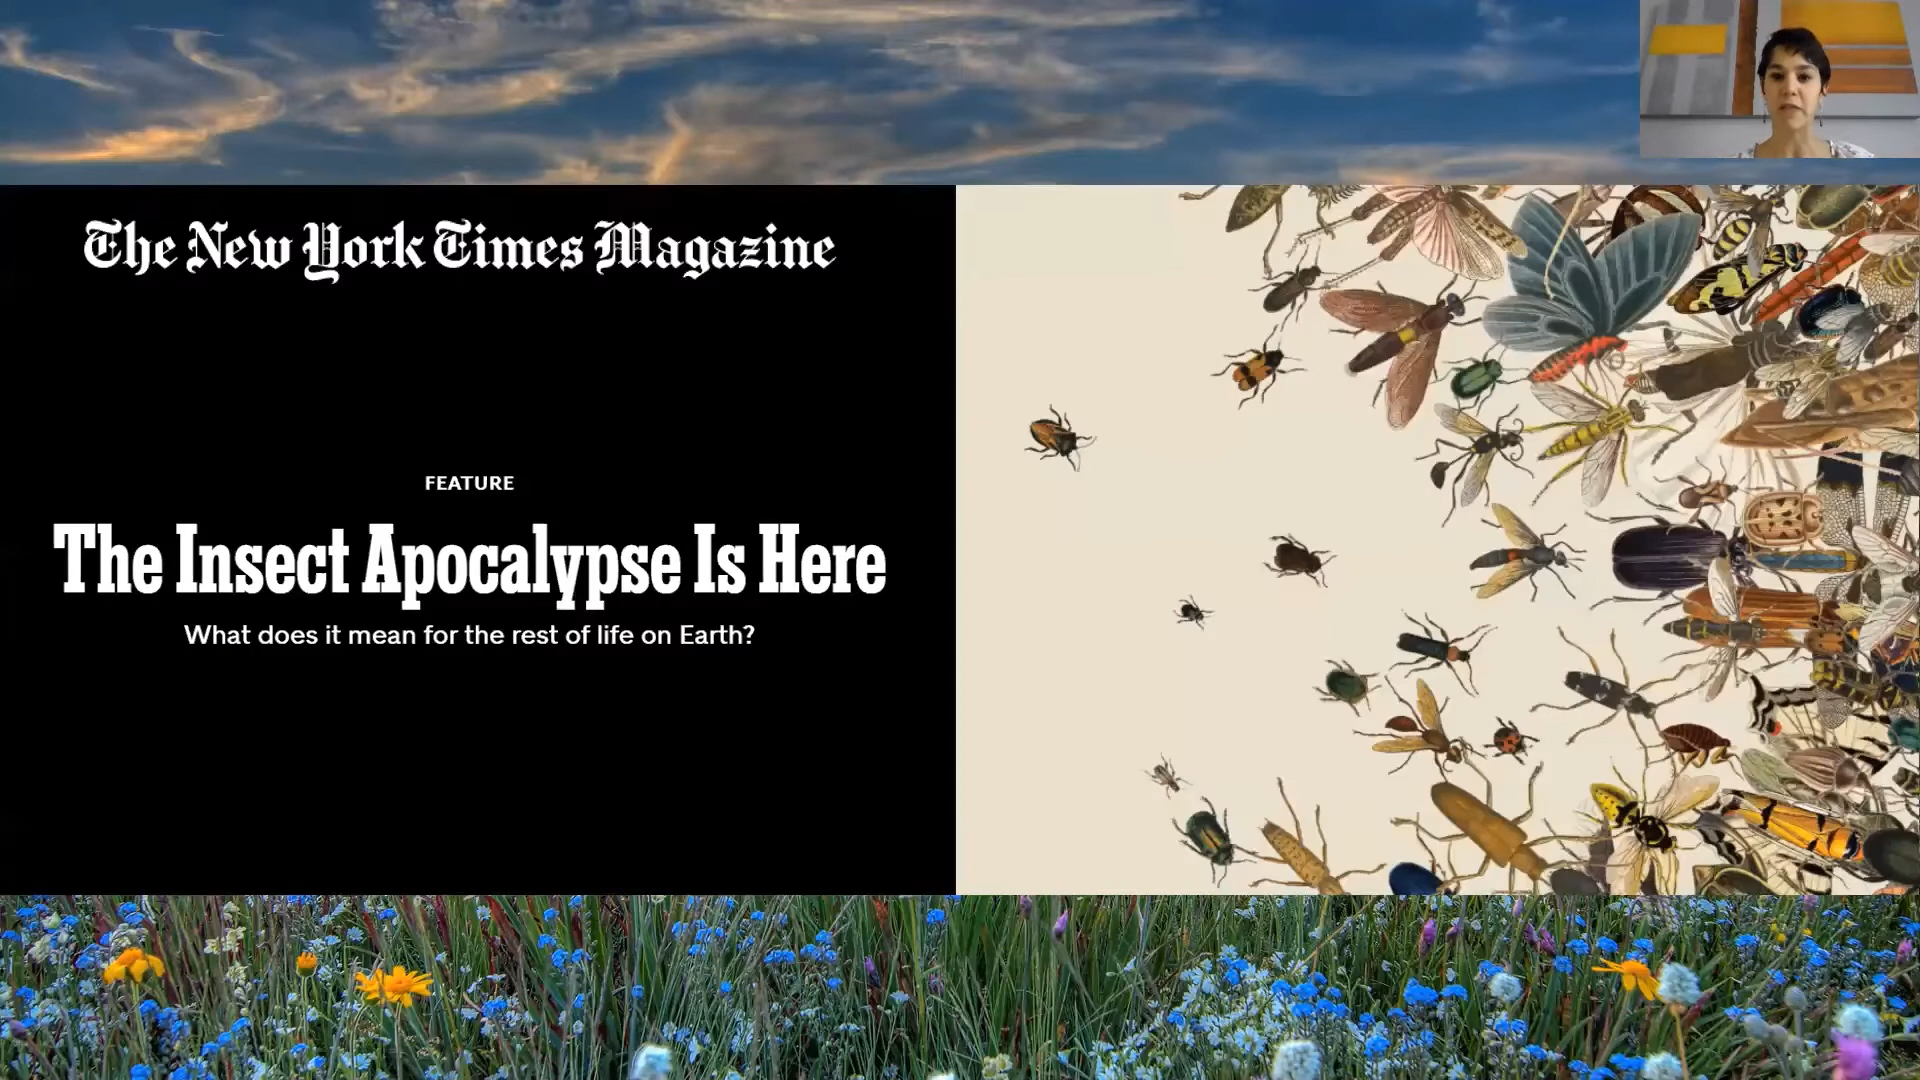 The New York Times Magazine
FEATURE
The Insect Apocalypse Is Here
What does it mean for the rest of life on Earth?